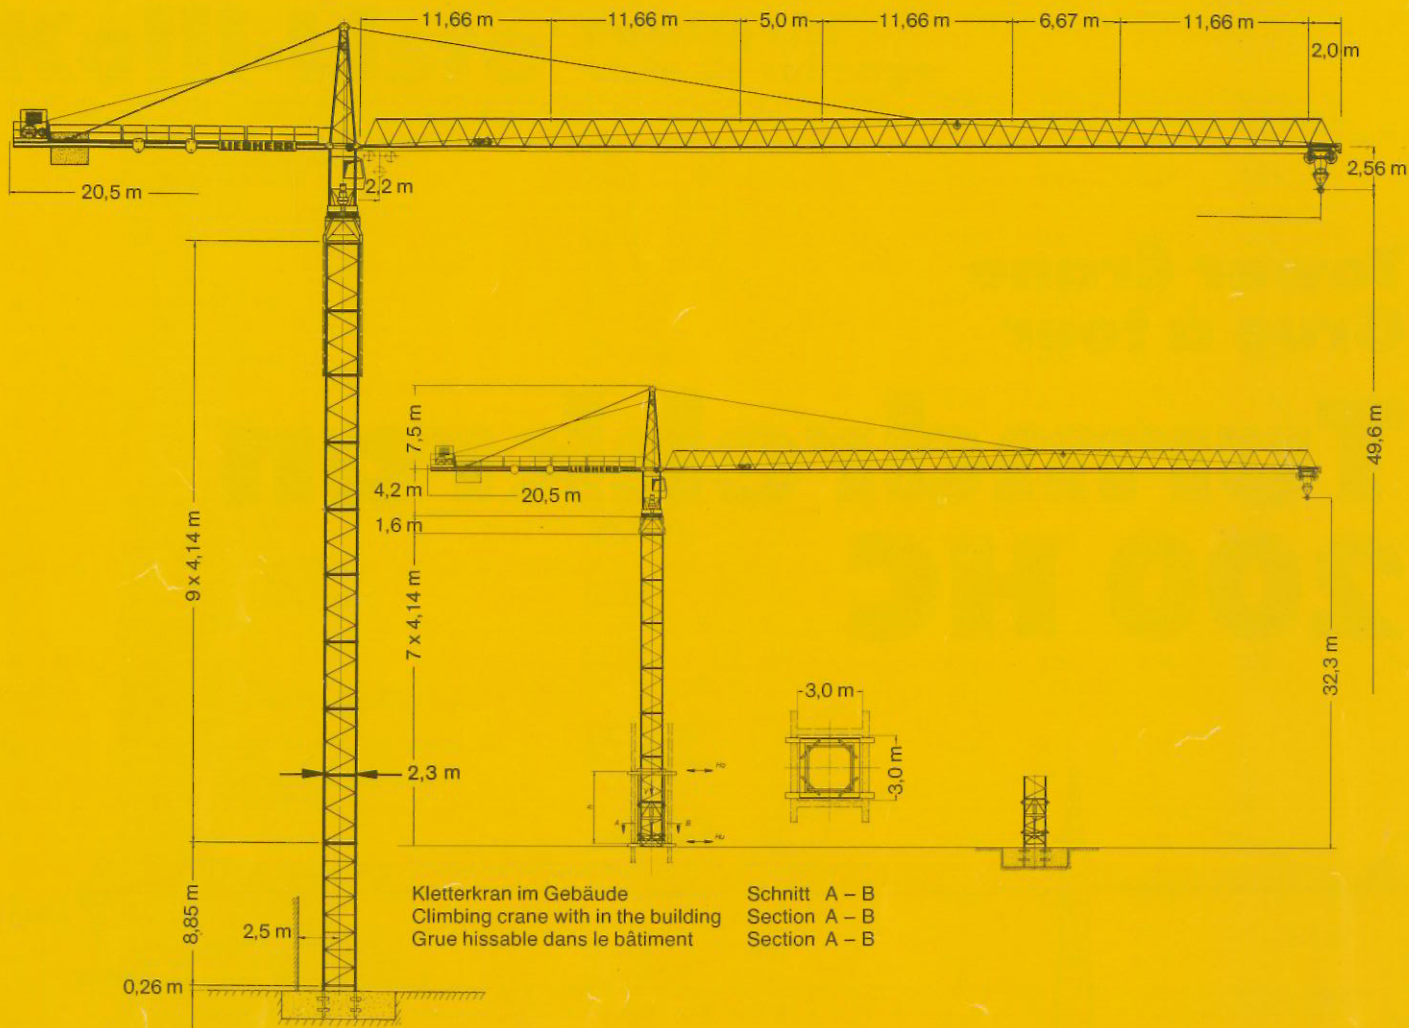 11,66 m 11,66 m 5,0 m 11,66 m 6,67 m 11,66 m
2,0 m
LIEBHERR
2,56 m
20,5 m
2,2 m
7,5 m
49,6 m
LIEBHERR
4,2 m
20,5 m
1,6 m
9 x 4,14 m
7 x 4,14 m
32,3 m
3,0 m
2,3 m
3,0 m
Ho
h
A B
Hu
Kletterkran im Gebäude Schnitt A – B
Climbing crane with in the building Section A – B
Grue hissable dans le bâtiment Section A – B
8,85 m
2,5 m
0,26 m